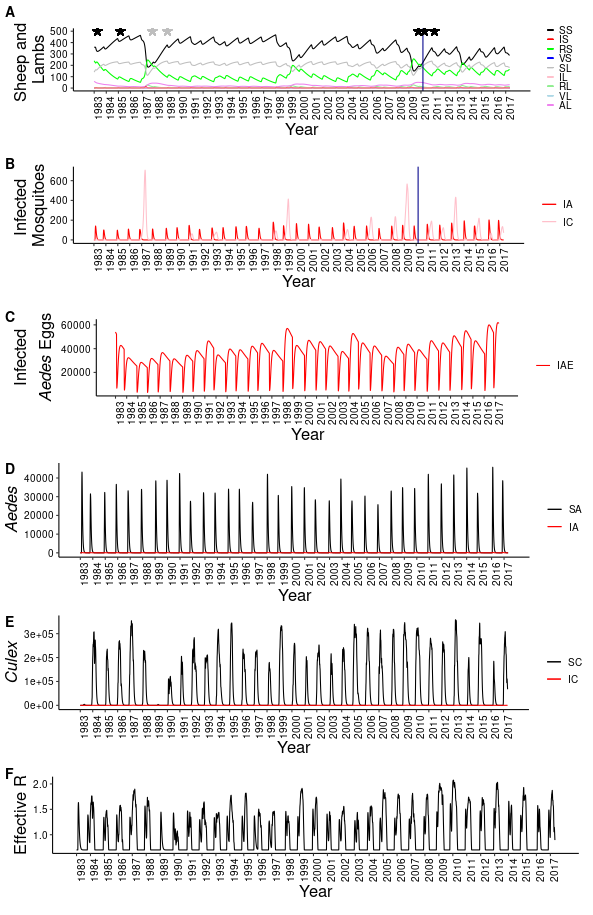 A
Sheep and
Lambs
500
400
300
200
100
0
1983 1984 1985 1986 1987 1988 1989 1990 1991 1992 1993 1994 1995 1996 1997 1998 1999 2000 2001 2002 2003 2004 2005 2006 2007 2008 2009 2010 2011 2012 2013 2014 2015 2016 2017
Year
SS
IS
RS
VS
SL
IL
RL
VL
AL
B
Infected
Mosquitoes
600
400
200
0
1983 1984 1985 1986 1987 1988 1989 1990 1991 1992 1993 1994 1995 1996 1997 1998 1999 2000 2001 2002 2003 2004 2005 2006 2007 2008 2009 2010 2011 2012 2013 2014 2015 2016 2017
Year
IA
IC
C
Infected
Aedes Eggs
60000
40000
20000
1983 1984 1985 1986 1987 1988 1989 1990 1991 1992 1993 1994 1995 1996 1997 1998 1999 2000 2001 2002 2003 2004 2005 2006 2007 2008 2009 2010 2011 2012 2013 2014 2015 2016 2017
Year
IAE
D
Aedes
40000
30000
20000
10000
0
1983 1984 1985 1986 1987 1988 1989 1990 1991 1992 1993 1994 1995 1996 1997 1998 1999 2000 2001 2002 2003 2004 2005 2006 2007 2008 2009 2010 2011 2012 2013 2014 2015 2016 2017
Year
SA
IA
E
Culex
3e+05
2e+05
1e+05
0e+00
1983 1984 1985 1986 1987 1988 1989 1990 1991 1992 1993 1994 1995 1996 1997 1998 1999 2000 2001 2002 2003 2004 2005 2006 2007 2008 2009 2010 2011 2012 2013 2014 2015 2016 2017
Year
SC
IC
F
Effective R
2.0
1.5
1.0
1983 1984 1985 1986 1987 1988 1989 1990 1991 1992 1993 1994 1995 1996 1997 1998 1999 2000 2001 2002 2003 2004 2005 2006 2007 2008 2009 2010 2011 2012 2013 2014 2015 2016 2017
Year